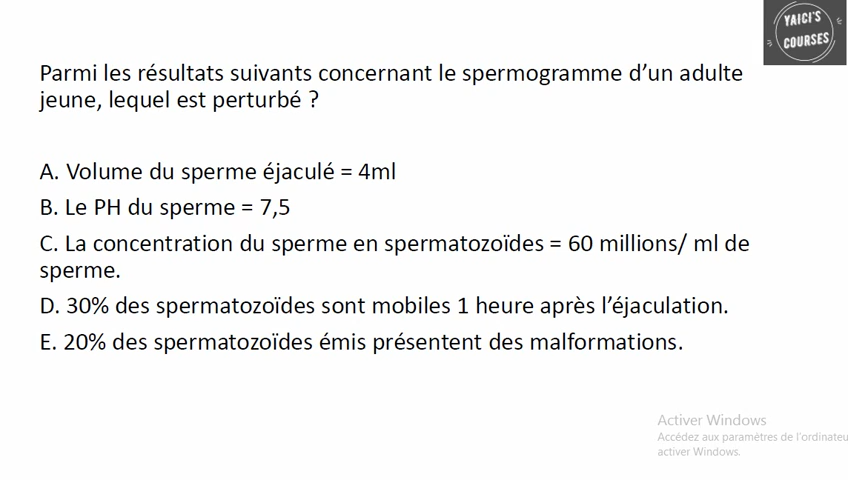 YAICI'S
COURSES
Parmi les résultats suivants concernant le spermogramme d'un adulte
jeune, lequel est perturbé ?
A. Volume du sperme éjaculé = 4ml
B. Le PH du sperme = 7,5
C. La concentration du sperme en spermatozoïdes = 60 millions/ ml de
sperme.
D. 30% des spermatozoïdes sont mobiles 1 heure après l'éjaculation.
E. 20% des spermatozoïdes émis présentent des malformations.
Activer Windows
Accédez aux paramètres de l'ordinateu
activer Windows.